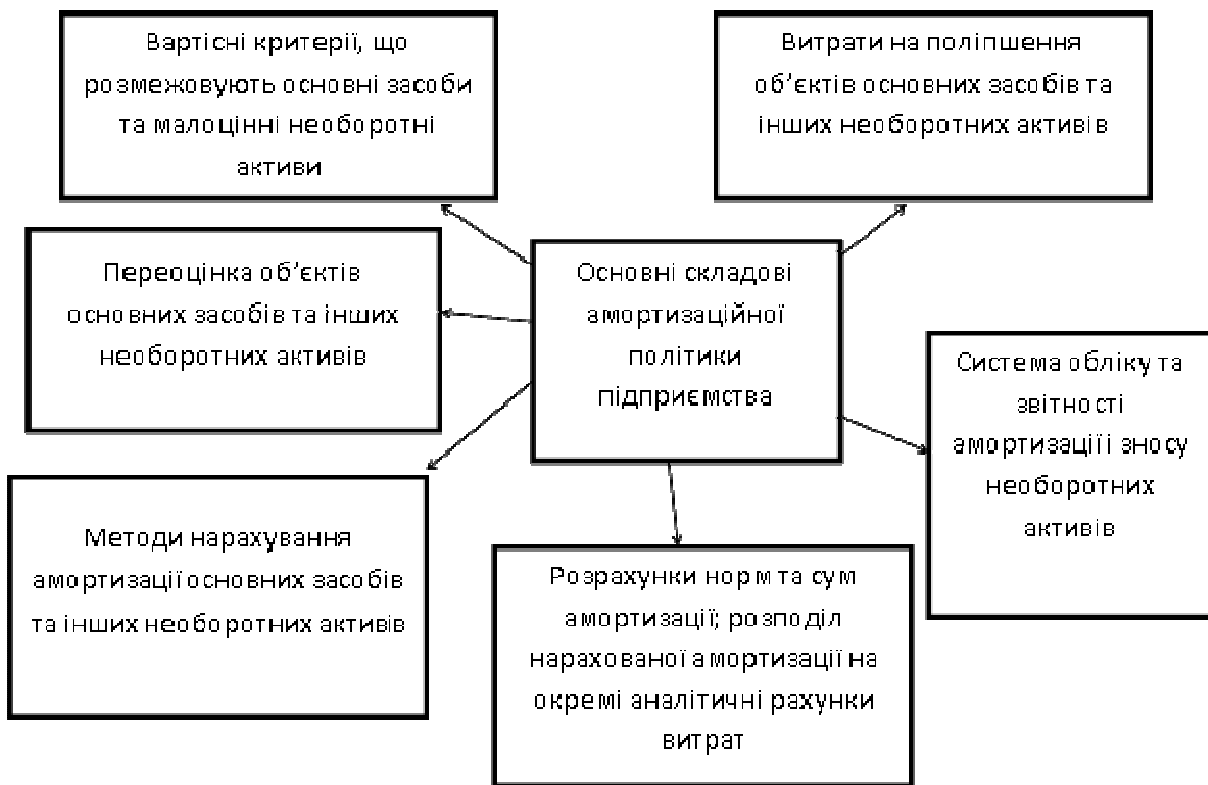 Вартісні критерії, що
розмежовують основні засоби
та малоцінні необоротні
активи
Витрати на поліпшення
об’єктів основних засобів та
інших необоротних активів
Переоцінка об’єктів
основних засобів та інших
необоротних активів
Основні складові
амортизаційної
політики
підприємства
Система обліку та
звітності
амортизації і зносу
необоротних
активів
Методи нарахування
амортизації основних засобів
та інших необоротних активів
Розрахунки норм та сум
амортизації; розподіл
нарахованої амортизації на
окремі аналітичні рахунки
витрат